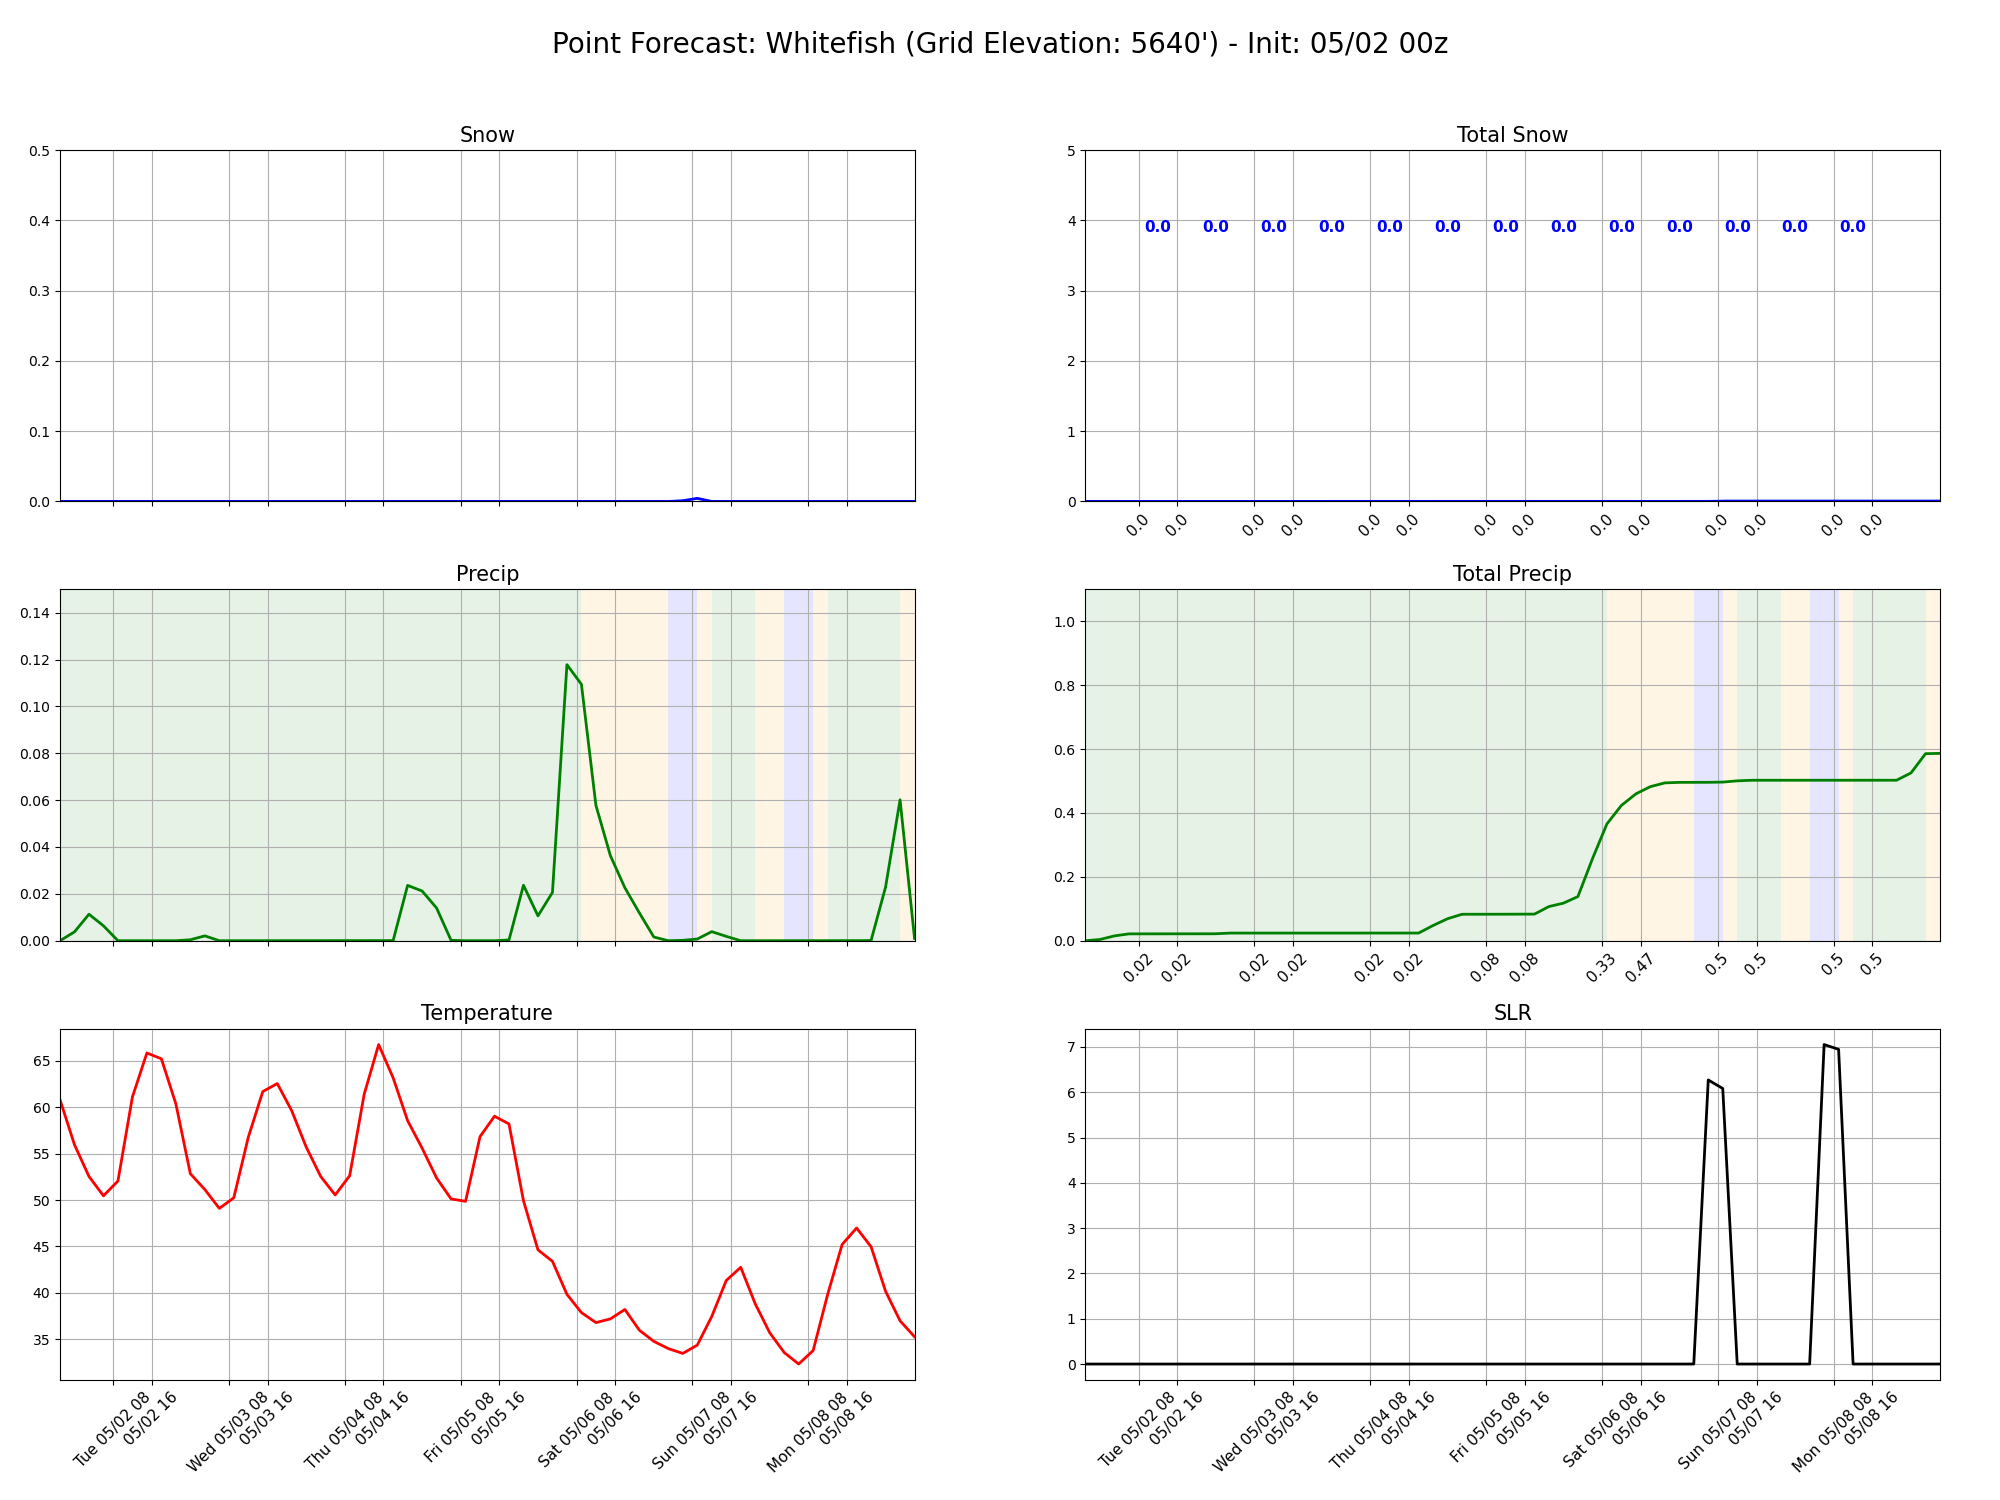 Point Forecast: Whitefish (Grid Elevation: 5640') - Init: 05/02 00z
Snow
0.5
0.4
0.3
0.2
0.1
0.0
Total Snow
5
4
3
2
1
0
0.0 0.0 0.0 0.0 0.0 0.0 0.0 0.0 0.0 0.0 0.0 0.0 0.0
0.0 0.0 0.0 0.0 0.0 0.0 0.0 0.0 0.0 0.0 0.0 0.0 0.0 0.0
Precip
0.14
0.12
0.10
0.08
0.06
0.04
0.02
0.00
Total Precip
1.0
0.8
0.6
0.4
0.2
0.0
0.02 0.02 0.02 0.02 0.02 0.02 0.08 0.08 0.33 0.47 0.5 0.5 0.5 0.5
Temperature
65
60
55
50
45
40
35
Tue 05/02 08
05/02 16
Wed 05/03 08
05/03 16
Thu 05/04 08
05/04 16
Fri 05/05 08
05/05 16
Sat 05/06 08
05/06 16
Sun 05/07 08
05/07 16
Mon 05/08 08
05/08 16
SLR
7
6
5
4
3
2
1
0
Tue 05/02 08
05/02 16
Wed 05/03 08
05/03 16
Thu 05/04 08
05/04 16
Fri 05/05 08
05/05 16
Sat 05/06 08
05/06 16
Sun 05/07 08
05/07 16
Mon 05/08 08
05/08 16